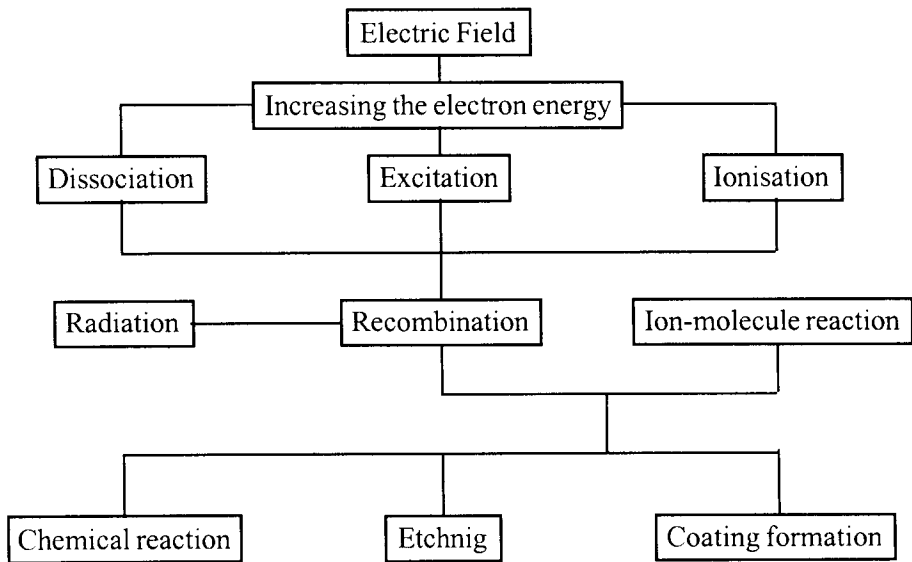 Electric Field
Increasing the electron energy
Dissociation
Excitation
Ionisation
Radiation
Recombination
Ion-molecule reaction
Chemical reaction
Etchnig
Coating formation